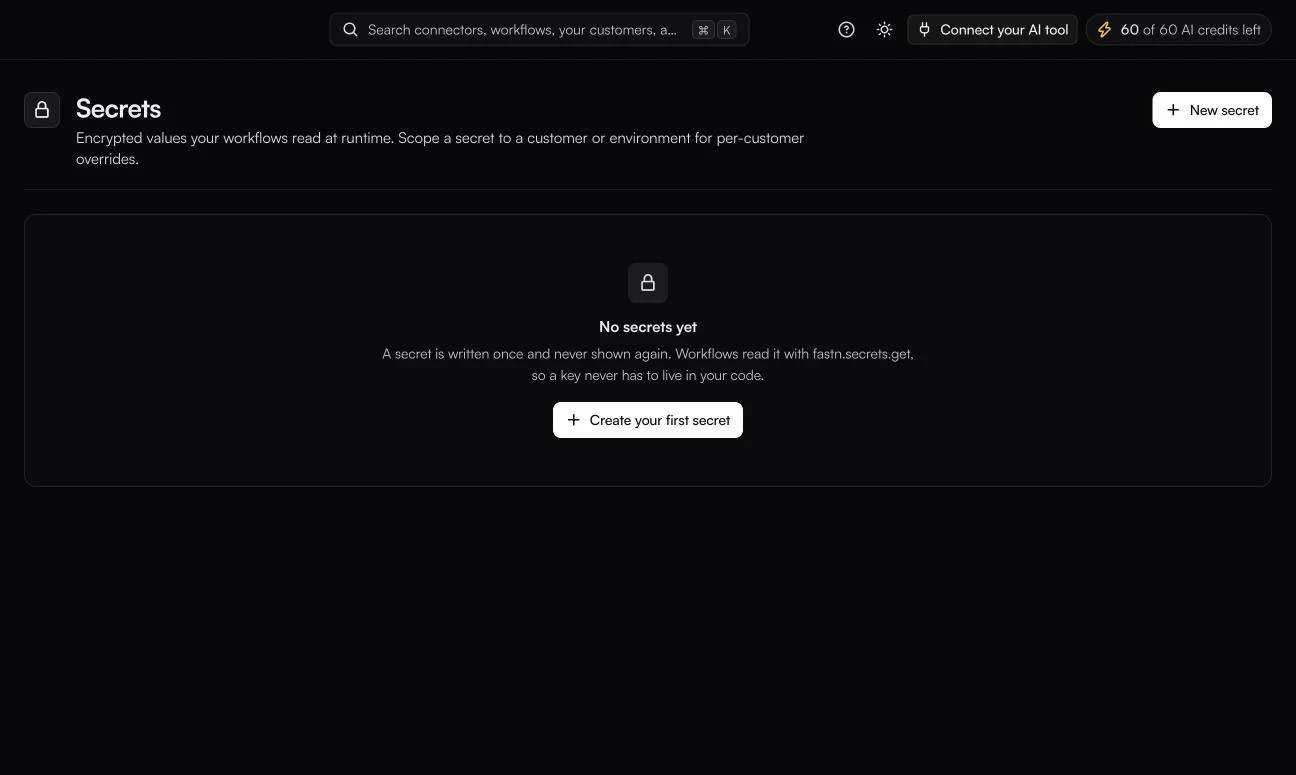 Search connectors, workflows, your customers, a... ⌘ K
Connect your AI tool
60 of 60 AI credits left
Secrets
New secret
Encrypted values your workflows read at runtime. Scope a secret to a customer or environment for per-customer
overrides.
No secrets yet
A secret is written once and never shown again. Workflows read it with fastn.secrets.get,
so a key never has to live in your code.
Create your first secret